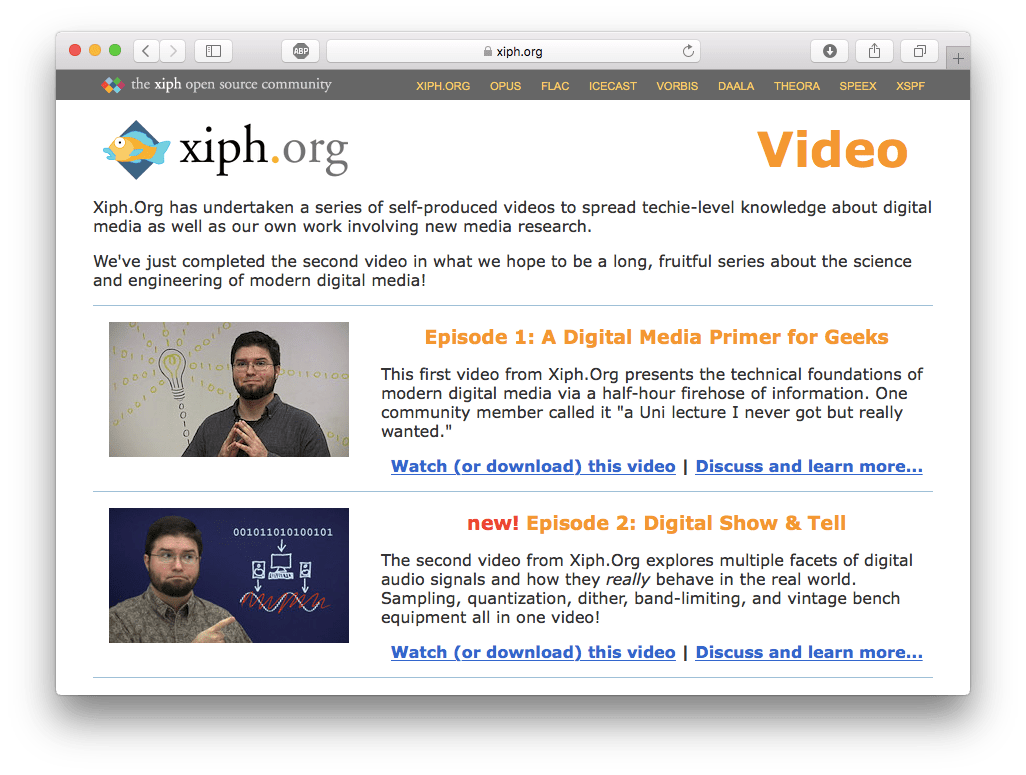 ABP
xiph.org
the xiph open source community
XIPH.ORG OPUS FLAC ICECAST VORBIS DAALA THEORA SPEEX XSPF
xiph.org
Video
Xiph.Org has undertaken a series of self-produced videos to spread techie-level knowledge about digital
media as well as our own work involving new media research.
We've just completed the second video in what we hope to be a long, fruitful series about the science
and engineering of modern digital media!
Episode 1: A Digital Media Primer for Geeks
This first video from Xiph.Org presents the technical foundations of
modern digital media via a half-hour firehose of information. One
community member called it "a Uni lecture I never got but really
wanted."
Watch (or download) this video | Discuss and learn more...
001011010100101
new! Episode 2: Digital Show & Tell
The second video from Xiph.Org explores multiple facets of digital
audio signals and how they really behave in the real world.
Sampling, quantization, dither, band-limiting, and vintage bench
equipment all in one video!
Watch (or download) this video | Discuss and learn more...